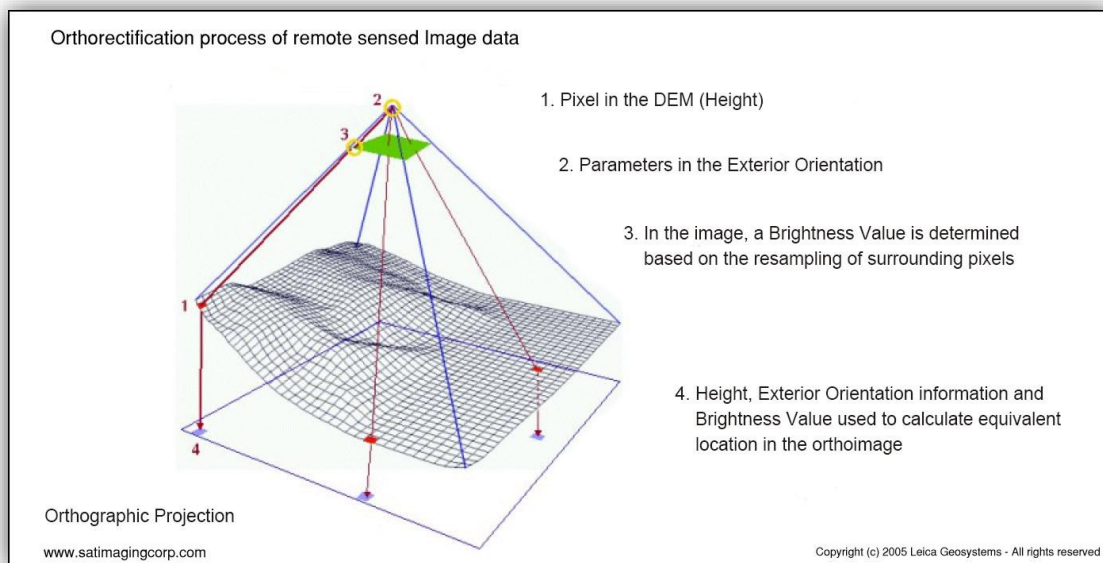 Orthorectification process of remote sensed Image data
2
1. Pixel in the DEM (Height)
3
2. Parameters in the Exterior Orientation
3. In the image, a Brightness Value is determined
based on the resampling of surrounding pixels
1
4. Height, Exterior Orientation information and
Brightness Value used to calculate equivalent
location in the orthoimage
4
Orthographic Projection
www.satimagingcorp.com
Copyright (c) 2005 Leica Geosystems - All rights reserved